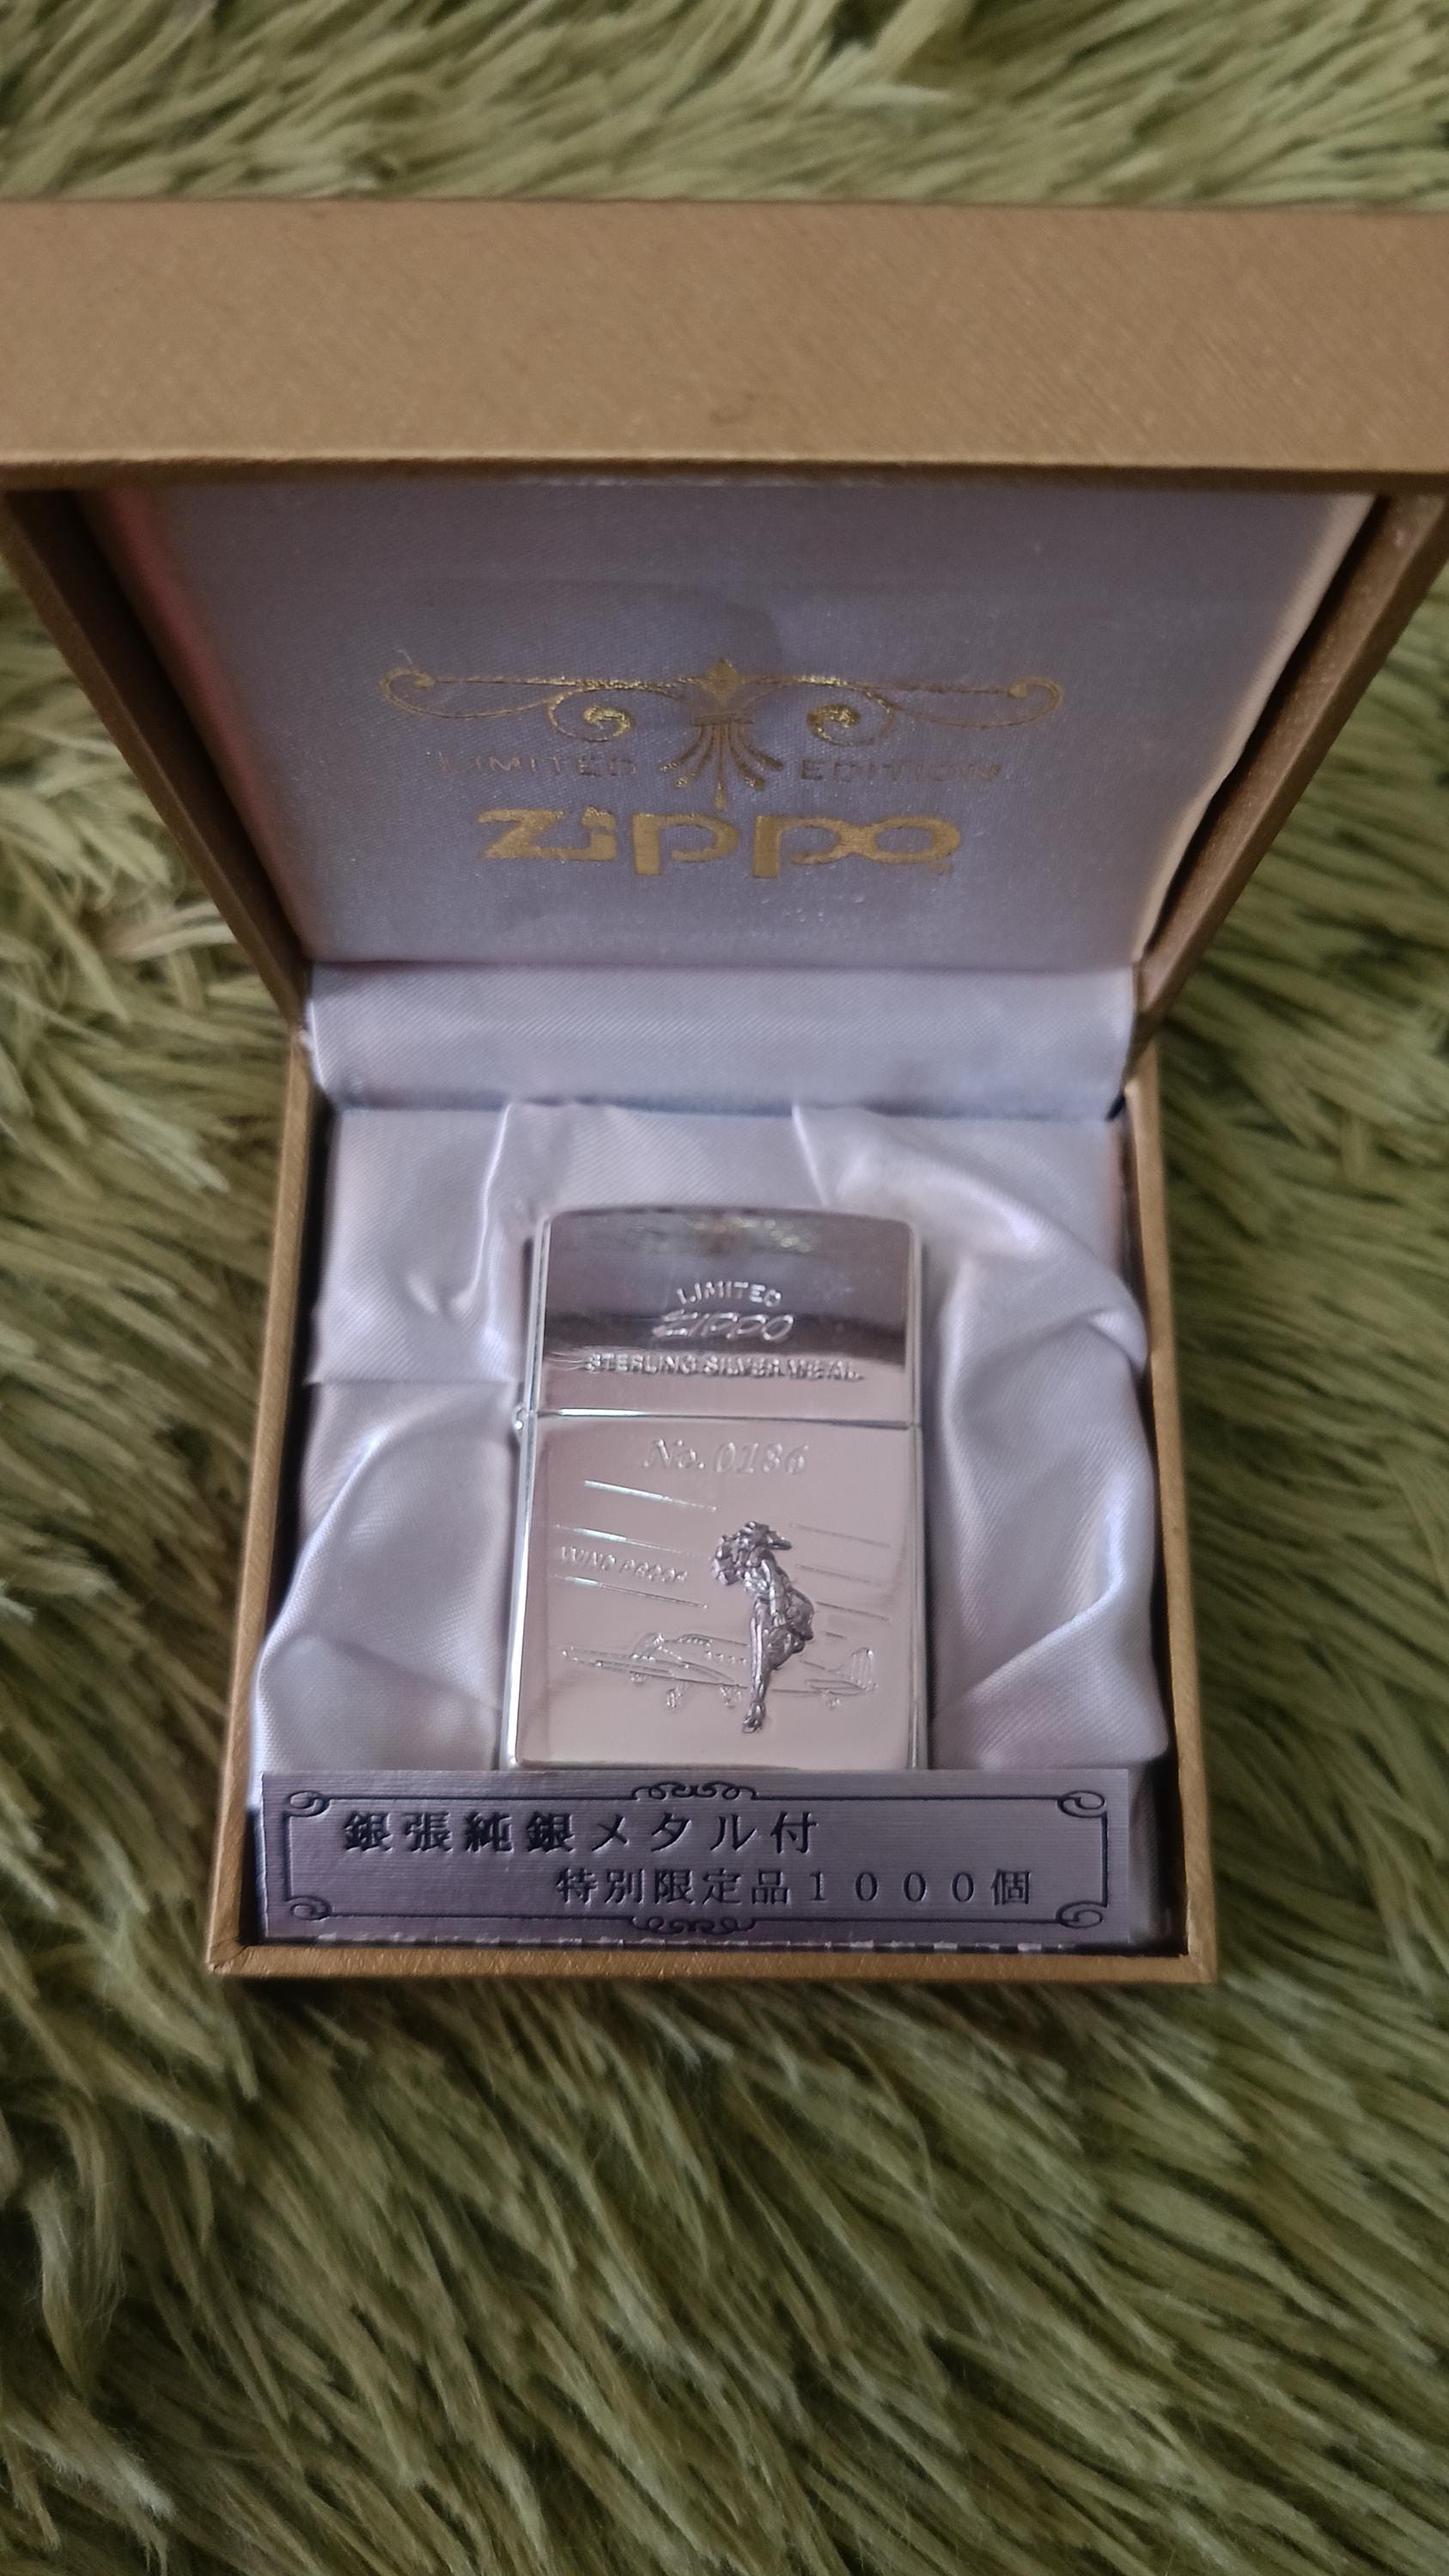 LIMITED EDITION
zippo
LIMITED
Zippo
STERLING SILVER METAL
No.0136
WIND PROOF
銀張純銀メタル付
特別限定品1000個